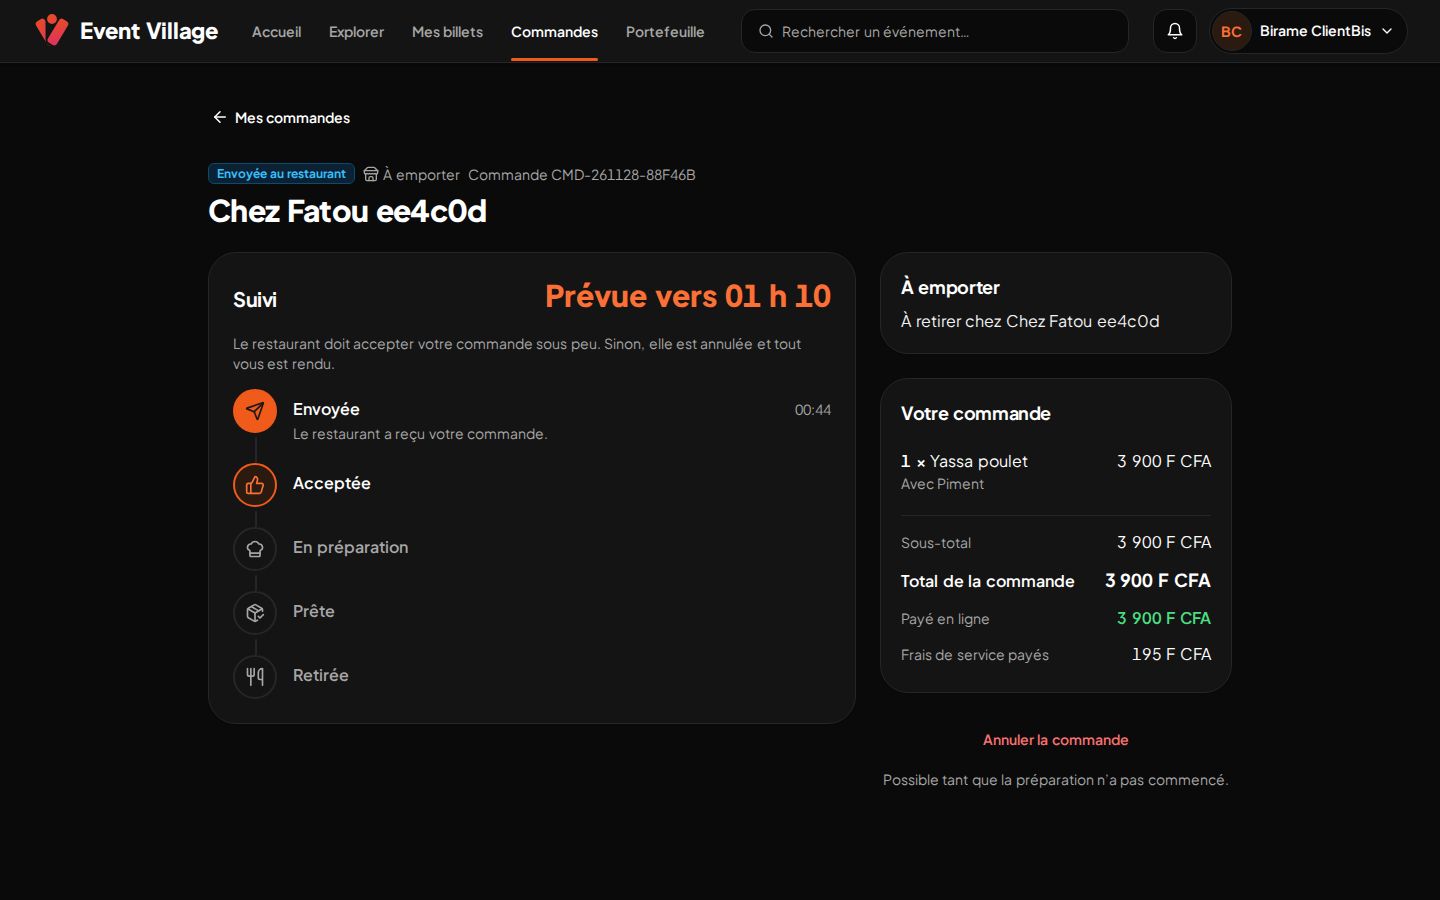 Event Village
Accueil
Explorer
Mes billets
Commandes
Portefeuille
Rechercher un événement…
BC
Birame ClientBis
Mes commandes
Envoyée au restaurant
À emporter
Commande CMD-261128-88F46B
Chez Fatou ee4c0d
Suivi
Prévue vers 01 h 10
Le restaurant doit accepter votre commande sous peu. Sinon, elle est annulée et tout
vous est rendu.
Envoyée
00:44
Le restaurant a reçu votre commande.
Acceptée
En préparation
Prête
Retirée
À emporter
À retirer chez Chez Fatou ee4c0d
Votre commande
1 × Yassa poulet
3 900 F CFA
Avec Piment
Sous-total
3 900 F CFA
Total de la commande
3 900 F CFA
Payé en ligne
3 900 F CFA
Frais de service payés
195 F CFA
Annuler la commande
Possible tant que la préparation n'a pas commencé.